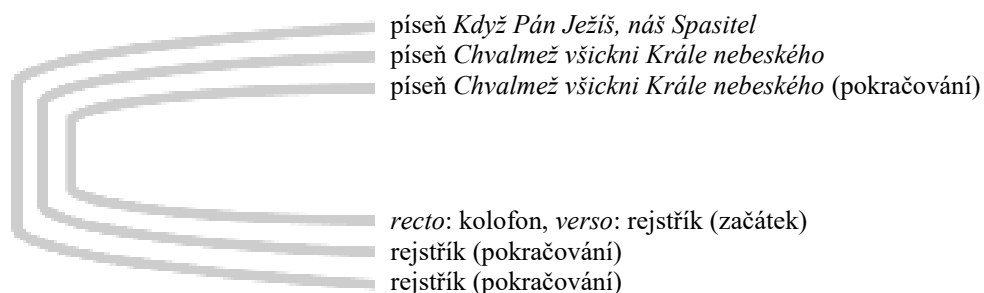 píseň Když Pán Ježíš, náš Spasitel
píseň Chvalmež všickni Krále nebeského
píseň Chvalmež všickni Krále nebeského (pokračování)
recto: kolofon, verso: rejstřík (začátek)
rejstřík (pokračování)
rejstřík (pokračování)